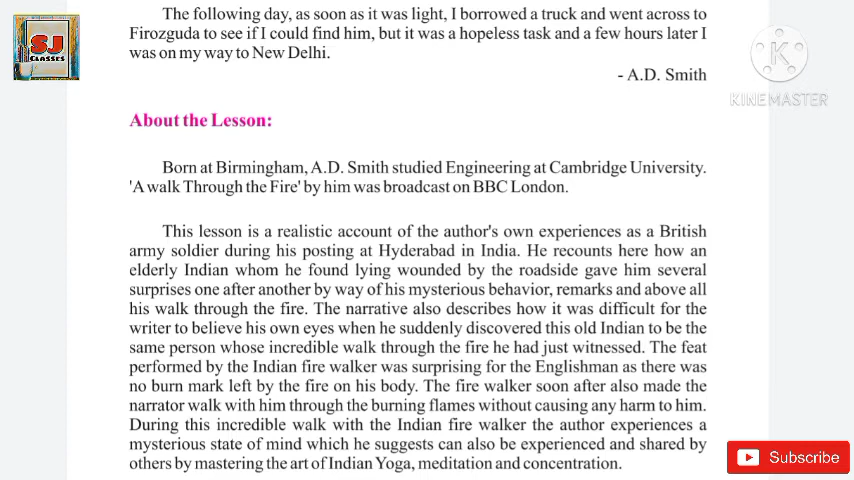 The following day, as soon as it was light, I borrowed a truck and went across to
Firozguda to see if I could find him, but it was a hopeless task and a few hours later I
was on my way to New Delhi.
- A.D. Smith
SJ
CLASSES
K
KINEMASTER
About the Lesson:
Born at Birmingham, A.D. Smith studied Engineering at Cambridge University.
'A walk Through the Fire' by him was broadcast on BBC London.
This lesson is a realistic account of the author's own experiences as a British
army soldier during his posting at Hyderabad in India. He recounts here how an
elderly Indian whom he found lying wounded by the roadside gave him several
surprises one after another by way of his mysterious behavior, remarks and above all
his walk through the fire. The narrative also describes how it was difficult for the
writer to believe his own eyes when he suddenly discovered this old Indian to be the
same person whose incredible walk through the fire he had just witnessed. The feat
performed by the Indian fire walker was surprising for the Englishman as there was
no burn mark left by the fire on his body. The fire walker soon after also made the
narrator walk with him through the burning flames without causing any harm to him.
During this incredible walk with the Indian fire walker the author experiences a
mysterious state of mind which he suggests can also be experienced and shared by
others by mastering the art of Indian Yoga, meditation and concentration.
Subscribe